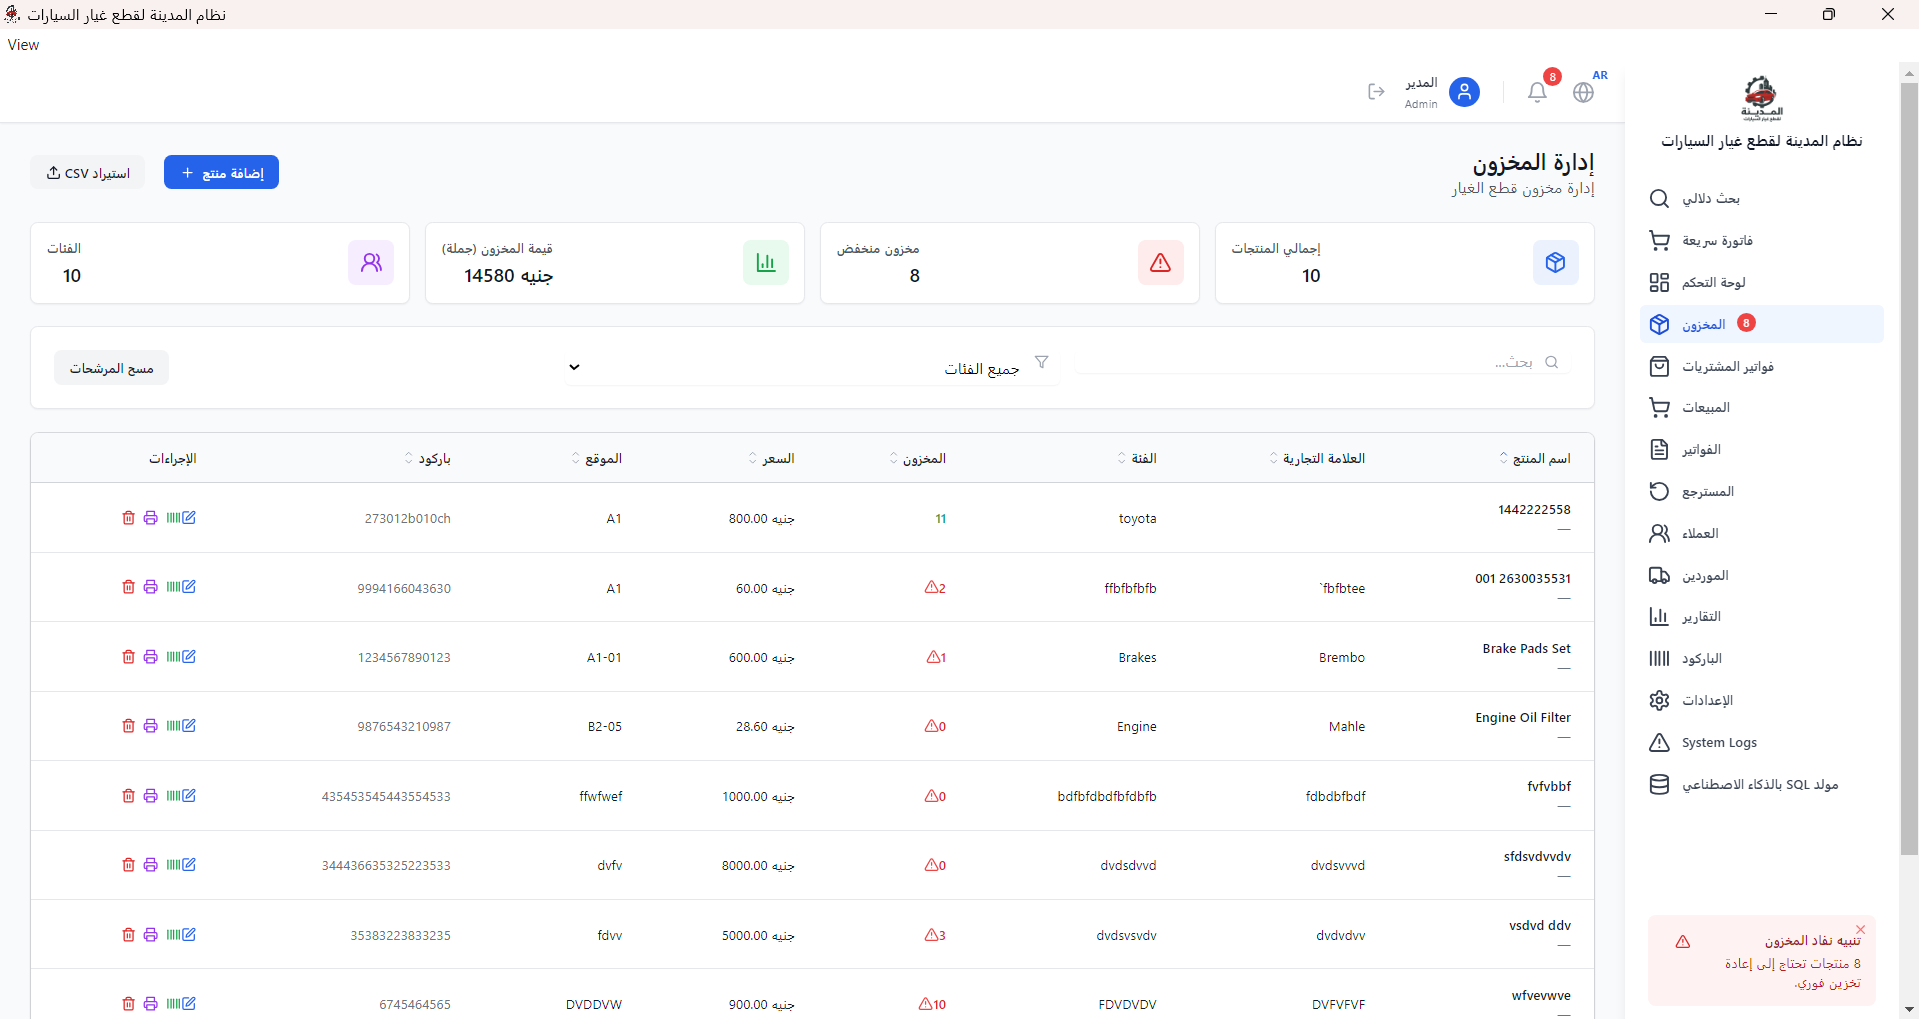 نظام المدينة لقطع غيار السيارات
View
المدينة
نظام المدينة لقطع غيار السيارات
بحث دلالي
فاتورة سريعة
لوحة التحكم
المخزون 8
فواتير المشتريات
المبيعات
الفواتير
المسترجع
العملاء
الموردين
التقارير
الباركود
الإعدادات
System Logs
مولد SQL بالذكاء الاصطناعي
تنبيه نفاد المخزون
8 منتجات تحتاج إلى إعادة
تخزين فوري.
AR
8
المدير
Admin
إدارة المخزون
إدارة مخزون قطع الغيار
إضافة منتج
استيراد CSV
إجمالي المنتجات
10
مخزون منخفض
8
قيمة المخزون (جملة)
جنيه 14580
الفئات
10
بحث...
جميع الفئات
مسح المرشحات
اسم المنتج العلامة التجارية الفئة المخزون السعر الموقع باركود الإجراءات
1442222558 toyota 11 جنيه 800.00 A1 273012b010ch
—
001 2630035531 `fbfbtee ffbfbfbfb 2 جنيه 60.00 A1 9994166043630
—
Brake Pads Set Brembo Brakes 1 جنيه 600.00 A1-01 1234567890123
—
Engine Oil Filter Mahle Engine 0 جنيه 28.60 B2-05 9876543210987
—
fvfvbbf fdbdbfbdf bdfbfdbdfbfdbfb 0 جنيه 1000.00 ffwfwef 435453545443554533
—
sfdsvdvvdv dvdsvvvd dvdsdvvd 0 جنيه 8000.00 dvfv 344436635325223533
—
vsdvd ddv dvdvdvv dvdsvsvdv 3 جنيه 5000.00 fdvv 35383223833235
—
wfvevwve DVFVFVF FDVDVDV 10 جنيه 900.00 DVDDVW 6745464565
—